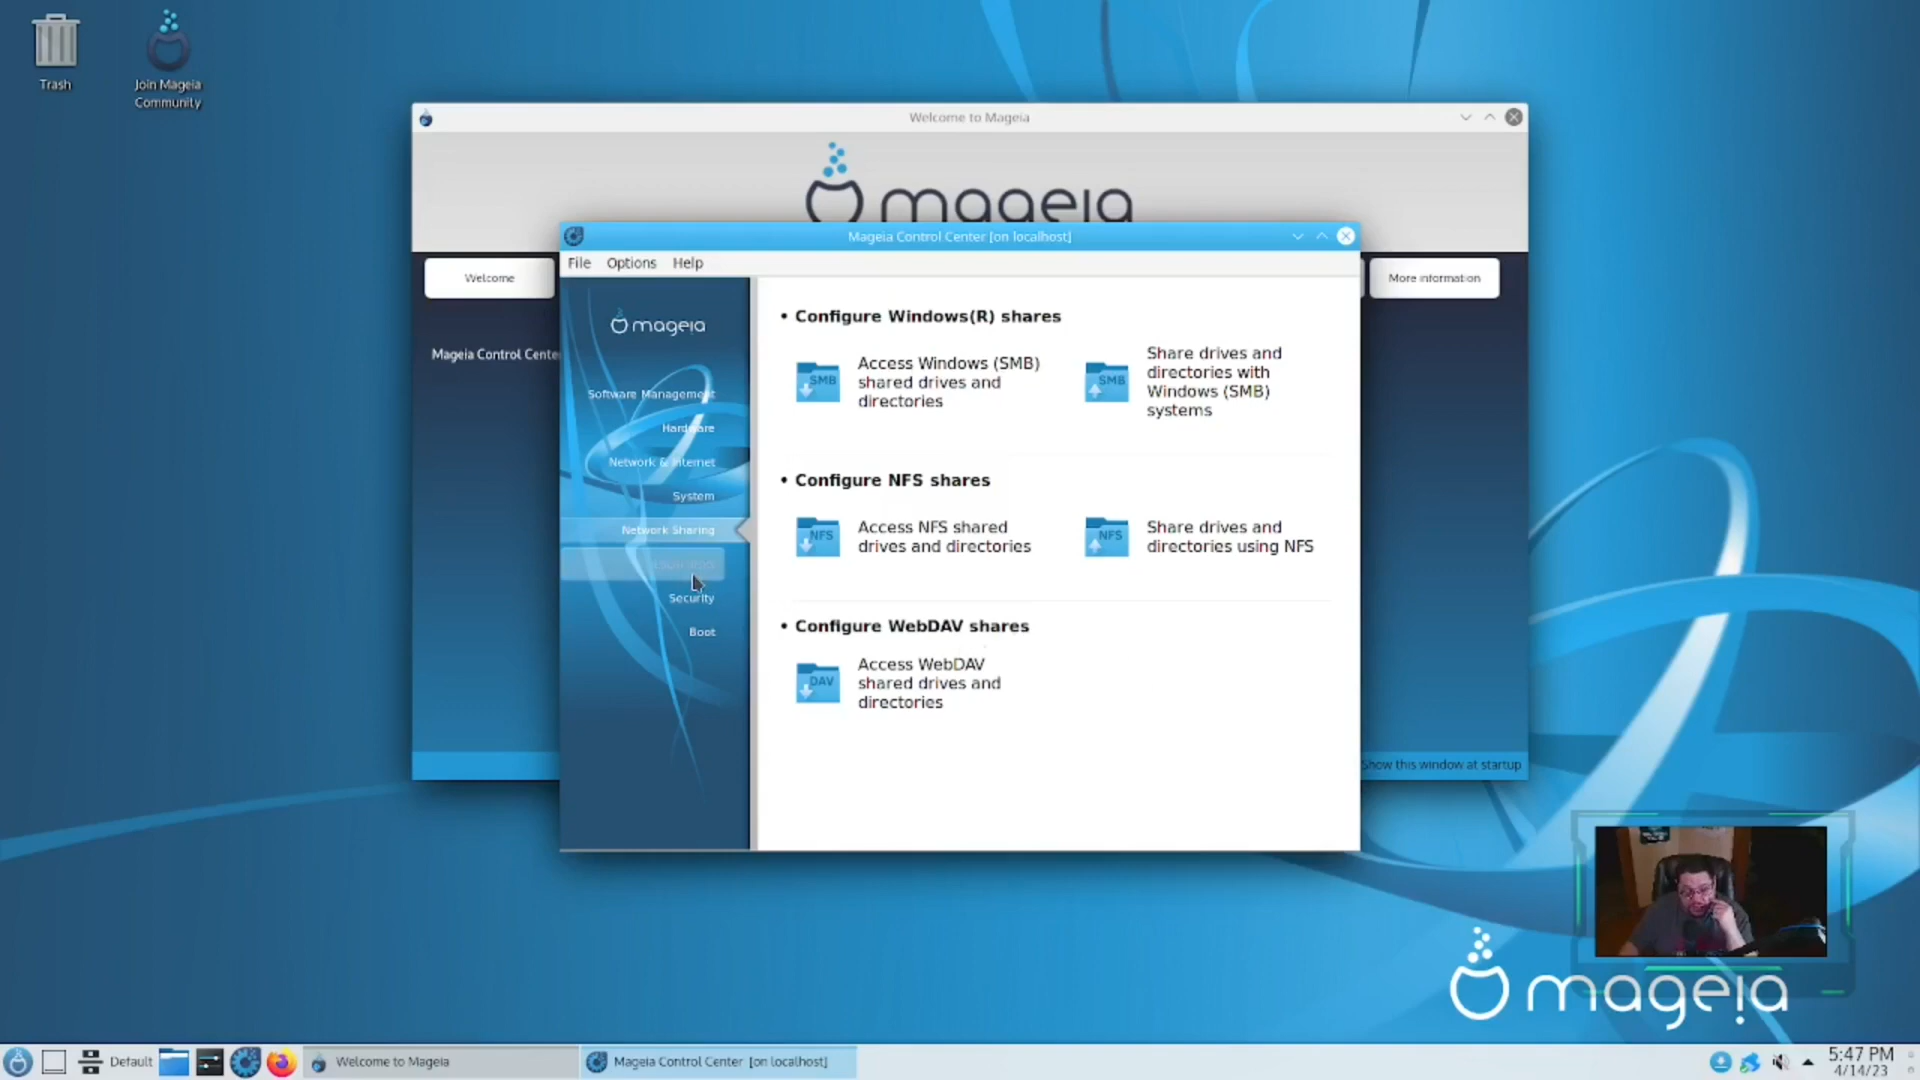 Trash
Join Mageia
Community
Welcome to Mageia
mageia
Welcome
More information
Mageia Control Cente
Show this window at startup
Mageia Control Center [on localhost]
File Options Help
mageia
Software Management
Hardware
Network & Internet
System
Network Sharing
Security
Boot
• Configure Windows(R) shares
SMB
Access Windows (SMB)
shared drives and
directories
SMB
Share drives and
directories with
Windows (SMB)
systems
• Configure NFS shares
NFS
Access NFS shared
drives and directories
NFS
Share drives and
directories using NFS
• Configure WebDAV shares
DAV
Access WebDAV
shared drives and
directories
mageia
Default
Welcome to Mageia
Mageia Control Center [on localhost]
5:47 PM
4/14/23